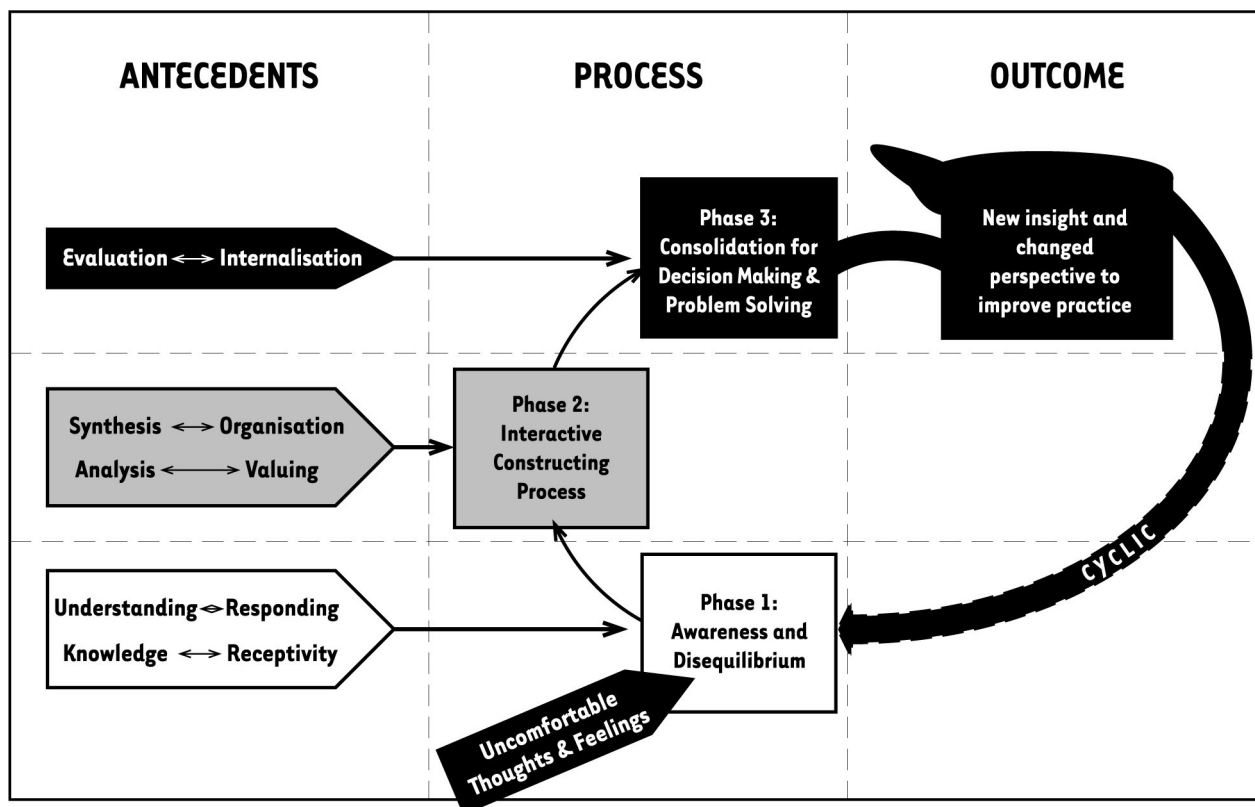 ANTECEDENTS
PROCESS
OUTCOME
Evaluation ↔ Internalisation
Phase 3:
Consolidation for
Decision Making &
Problem Solving
New insight and
changed
perspective to
improve practice
Synthesis ↔ Organisation
Analysis ↔ Valuing
Phase 2:
Interactive
Constructing
Process
Understanding ↔ Responding
Knowledge ↔ Receptivity
Phase 1:
Awareness and
Disequilibrium
Uncomfortable
Thoughts & Feelings
CYCLIC